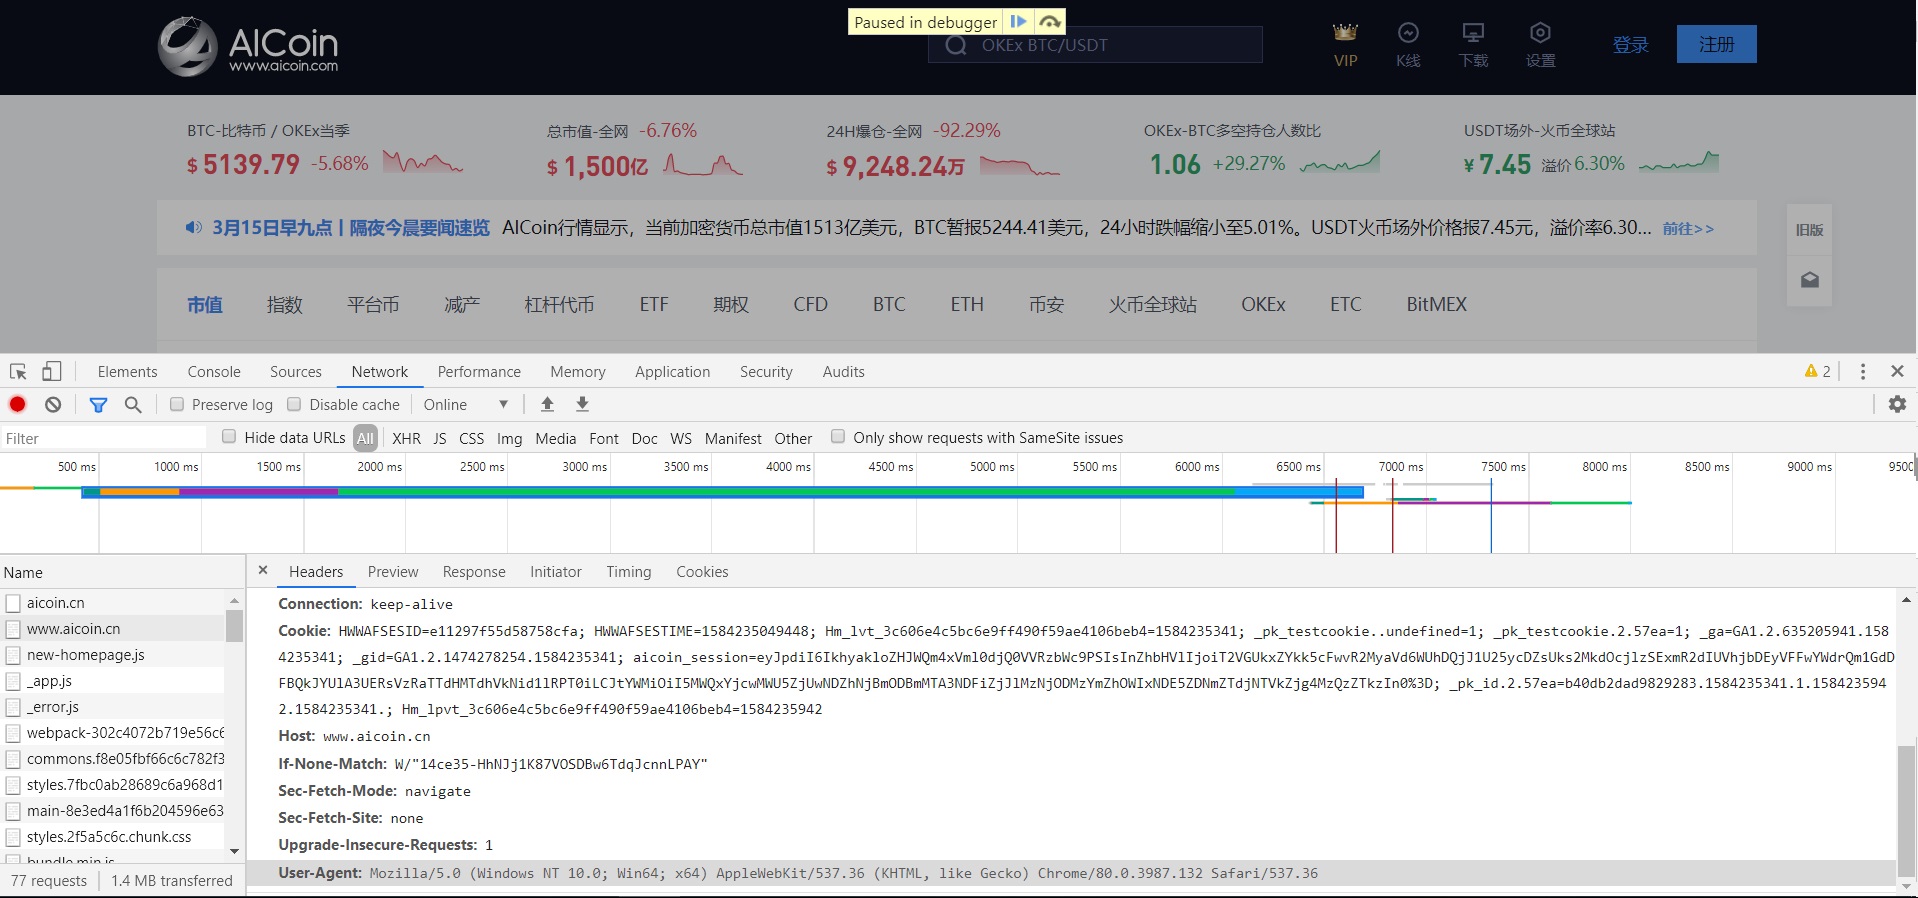 Paused in debugger
AICoin
www.aicoin.com
OKEx BTC/USDT
VIP
K线
下载
设置
登录
注册
BTC-比特币 / OKEx当季
$ 5139.79 -5.68%
总市值-全网 -6.76%
$ 1,500亿
24H爆仓-全网 -92.29%
$ 9,248.24万
OKEx-BTC多空持仓人数比
1.06 +29.27%
USDT场外-火币全球站
¥ 7.45 溢价 6.30%
3月15日早九点丨隔夜今晨要闻速览 AICoin行情显示，当前加密货币总市值1513亿美元，BTC暂报5244.41美元，24小时跌幅缩小至5.01%。USDT火币场外价格报7.45元，溢价率6.30... 前往>>
旧版
市值 指数 平台币 减产 杠杆代币 ETF 期权 CFD BTC ETH 币安 火币全球站 OKEx ETC BitMEX
Elements Console Sources Network Performance Memory Application Security Audits 2
Preserve log Disable cache Online
Filter Hide data URLs All XHR JS CSS Img Media Font Doc WS Manifest Other Only show requests with SameSite issues
500 ms 1000 ms 1500 ms 2000 ms 2500 ms 3000 ms 3500 ms 4000 ms 4500 ms 5000 ms 5500 ms 6000 ms 6500 ms 7000 ms 7500 ms 8000 ms 8500 ms 9000 ms 9500
Name
aicoin.cn
www.aicoin.cn
new-homepage.js
_app.js
_error.js
webpack-302c4072b719e56c6
commons.f8e05fbf66c6c782f3
styles.7fbc0ab28689c6a968d1
main-8e3ed4a1f6b204596e63
styles.2f5a5c6c.chunk.css
bundle.min.js
77 requests 1.4 MB transferred
Headers Preview Response Initiator Timing Cookies
Connection: keep-alive
Cookie: HWWAFSESID=e11297f55d58758cfa; HWWAFSESTIME=1584235049448; Hm_lvt_3c606e4c5bc6e9ff490f59ae4106beb4=1584235341; _pk_testcookie..undefined=1; _pk_testcookie.2.57ea=1; _ga=GA1.2.635205941.158
4235341; _gid=GA1.2.1474278254.1584235341; aicoin_session=eyJpdiI6IkhyakloZHJWQm4xVml0djQ0VVRzbWc9PSIsInZhbHVlIjoiT2VGUkxZYkk5cFwvR2MyaVd6WUhDQjJ1U25ycDZsUks2MkdOcjlzSExmR2dIUVhjbDEyVFFwYWdrQm1GdD
FBQkJYUlA3UERsVzRaTTdHMTdhVkNid1lRPT0iLCJtYWMiOiI5MWQxYjcwMWU5ZjUwNDZhNjBmODBmMTA3NDFiZjJlMzNjODMzYmZhOWIxNDE5ZDNmZTdjNTVkZjg4MzQzZTkzIn0%3D; _pk_id.2.57ea=b40db2dad9829283.1584235341.1.158423594
2.1584235341.; Hm_lpvt_3c606e4c5bc6e9ff490f59ae4106beb4=1584235942
Host: www.aicoin.cn
If-None-Match: W/"14ce35-HhNJj1K87VOSDBw6TdqJcnnLPAY"
Sec-Fetch-Mode: navigate
Sec-Fetch-Site: none
Upgrade-Insecure-Requests: 1
User-Agent: Mozilla/5.0 (Windows NT 10.0; Win64; x64) AppleWebKit/537.36 (KHTML, like Gecko) Chrome/80.0.3987.132 Safari/537.36